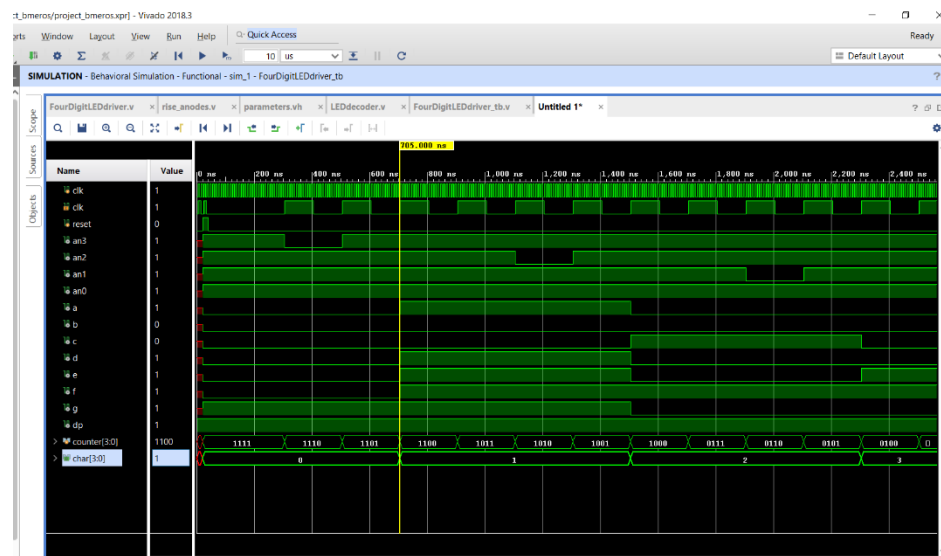 ct_bmeros/project_bmeros.xpr] - Vivado 2018.3
orts Window Layout View Run Help Quick Access Ready
10 us Default Layout
SIMULATION - Behavioral Simulation - Functional - sim_1 - FourDigitLEDdriver_tb ?
FourDigitLEDdriver.v × rise_anodes.v × parameters.vh × LEDdecoder.v × FourDigitLEDdriver_tb.v × Untitled 1* × ?
Scope
Sources
Objects
705.000 ns
Name Value 0 ns 200 ns 400 ns 600 ns 800 ns 1,000 ns 1,200 ns 1,400 ns 1,600 ns 1,800 ns 2,000 ns 2,200 ns 2,400 ns
clk 1
clk 1
reset 0
an3 1
an2 1
an1 1
an0 1
a 1
b 0
c 0
d 1
e 1
f 1
g 1
dp 1
counter[3:0] 1100 1111 1110 1101 1100 1011 1010 1001 1000 0111 0110 0101 0100
char[3:0] 1 0 1 2 3